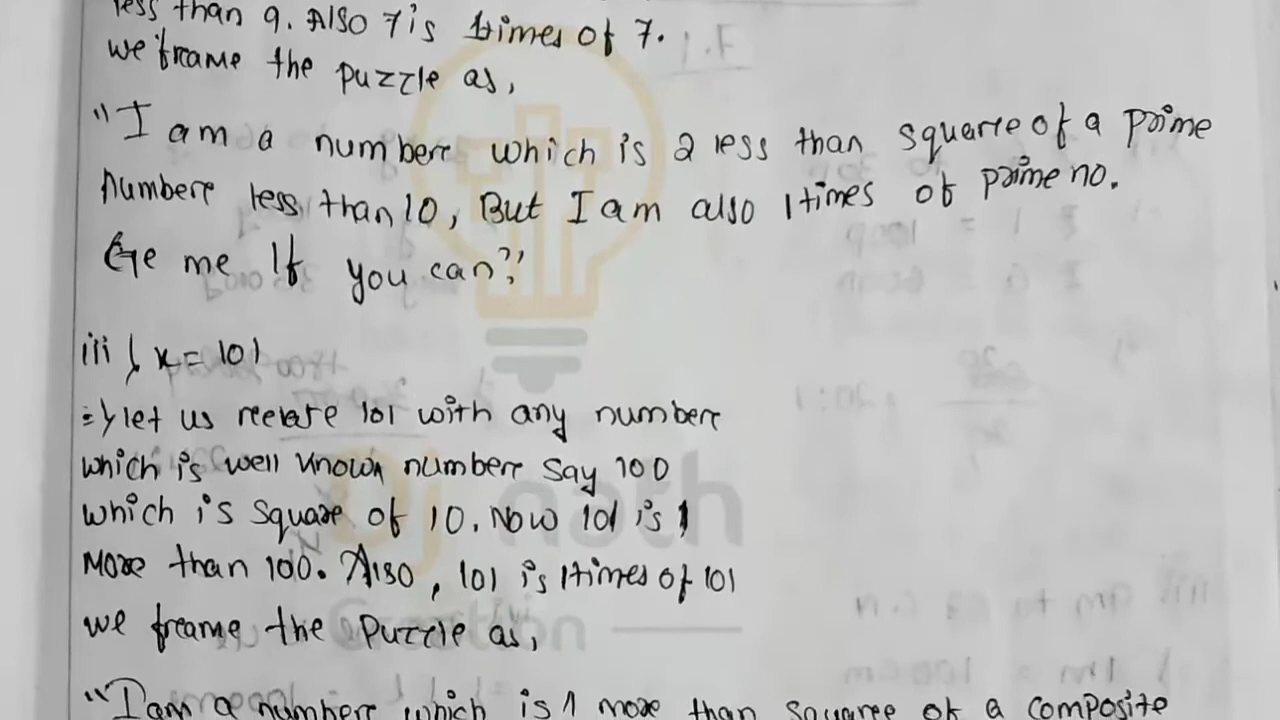 less than 9. Also 7 is 1times of 7.
we frame the puzzle as,
"I am a number which is 2 less than square of a prime
number less than 10, But I am also 1times of prime no.
Ge me If you can?"
iii) x = 101
=> let us relate 101 with any number
which is well known number say 100
which is square of 10. Now 101 is 1
more than 100. Also, 101 is 1times of 101
we frame the puzzle as,
"I am a number which is 1 more than square of a composite